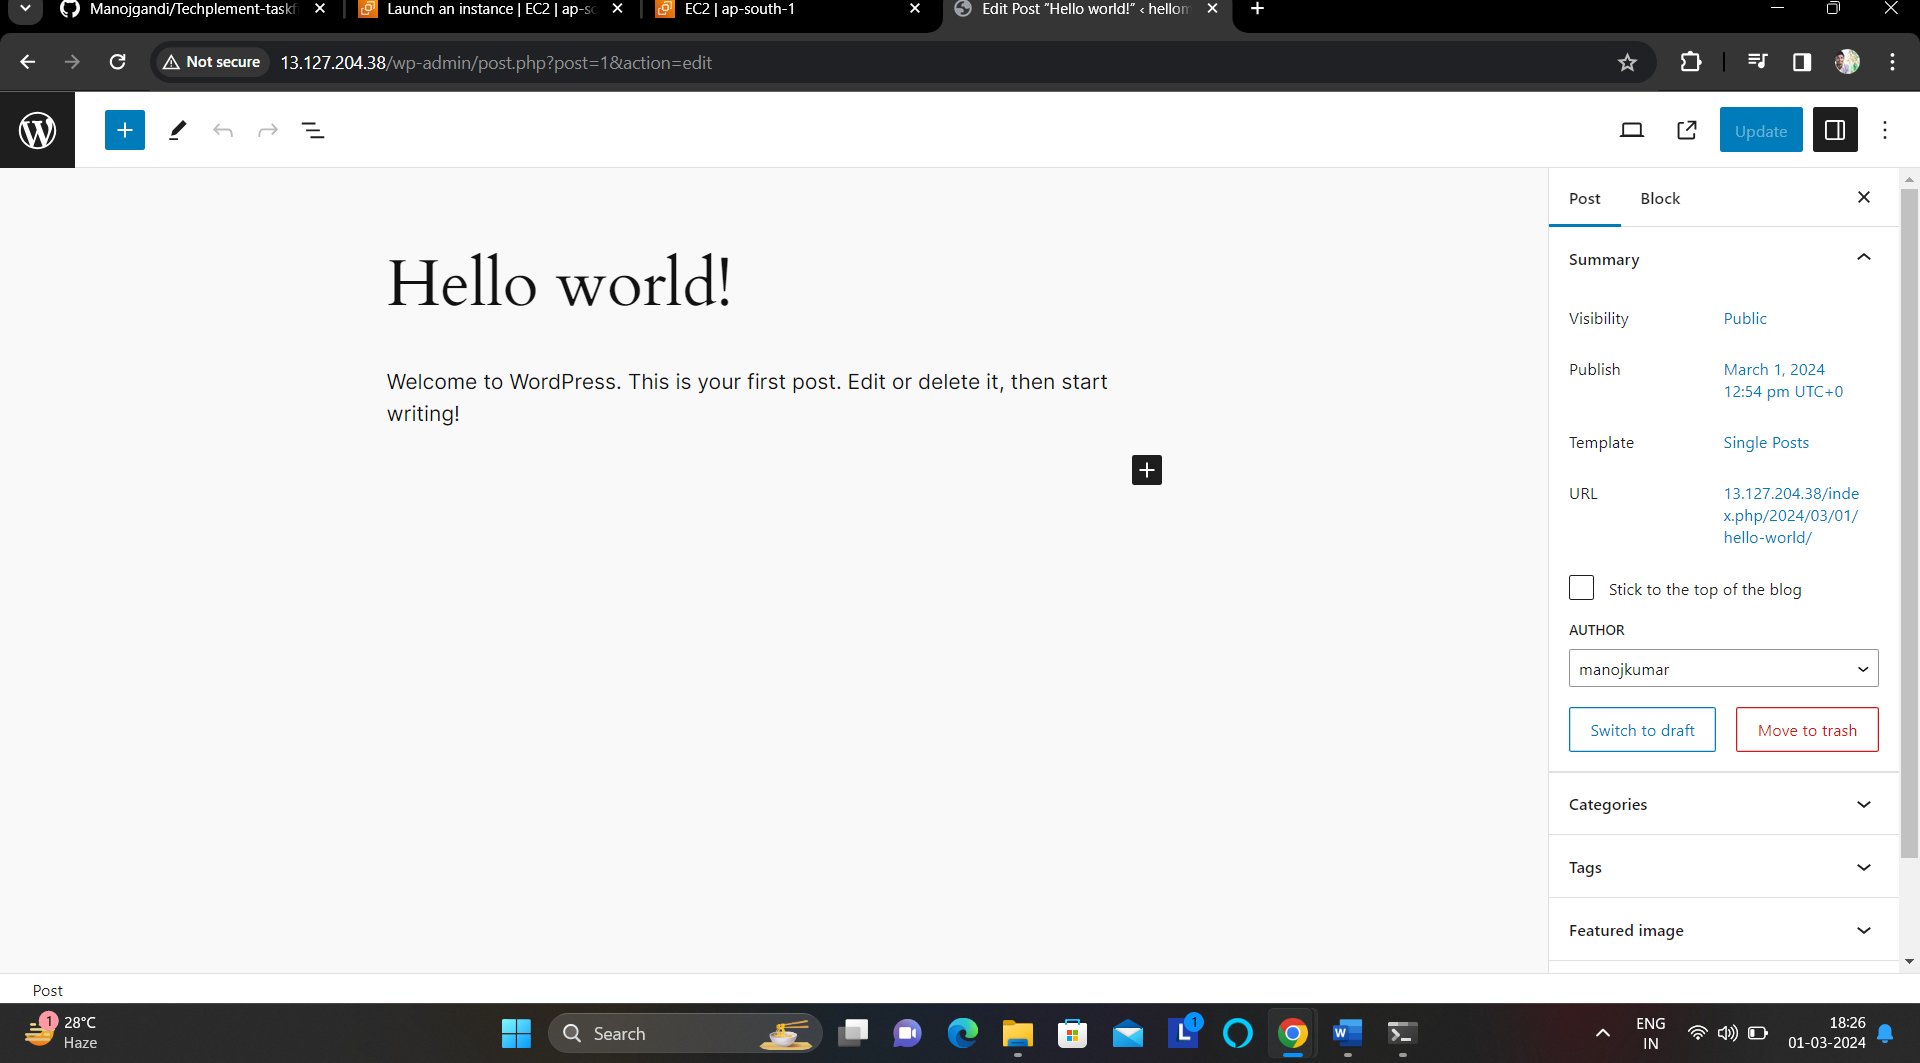 Manojgandi/Techplement-taskf
Launch an instance | EC2 | ap-so
EC2 | ap-south-1
Edit Post “Hello world!” ‹ hellom
Not secure
13.127.204.38/wp-admin/post.php?post=1&action=edit
Update
Post
Block
Hello world!
Welcome to WordPress. This is your first post. Edit or delete it, then start
writing!
Summary
Visibility
Public
Publish
March 1, 2024
12:54 pm UTC+0
Template
Single Posts
URL
13.127.204.38/inde
x.php/2024/03/01/
hello-world/
Stick to the top of the blog
AUTHOR
manojkumar
Switch to draft
Move to trash
Categories
Tags
Featured image
Post
1
28°C
Haze
Search
L
1
W
ENG
IN
18:26
01-03-2024